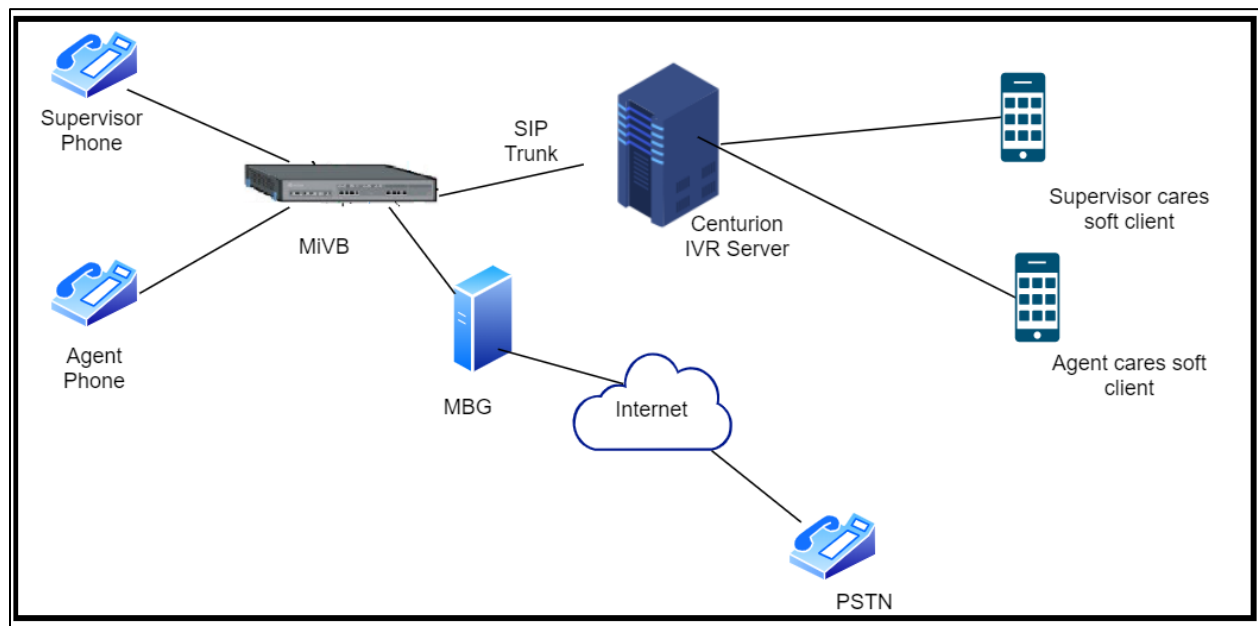 Supervisor
Phone
SIP
Trunk
MiVB
Centurion
IVR Server
Supervisor cares
soft client
Agent
Phone
MBG
Internet
Agent cares soft
client
PSTN